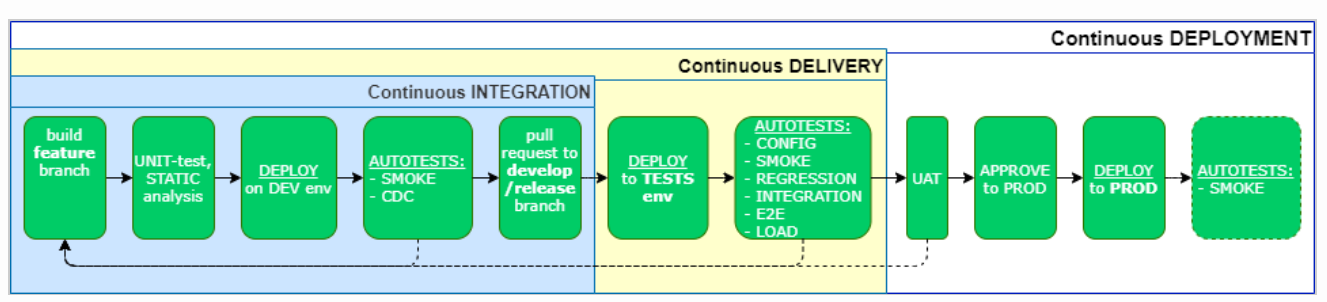 Continuous DEPLOYMENT
Continuous DELIVERY
Continuous INTEGRATION
build
feature
branch
UNIT-test,
STATIC
analysis
DEPLOY
on DEV env
AUTOTESTS:
- SMOKE
- CDC
pull
request to
develop
/release
branch
DEPLOY
to TESTS
env
AUTOTESTS:
- CONFIG
- SMOKE
- REGRESSION
- INTEGRATION
- E2E
- LOAD
UAT
APPROVE
to PROD
DEPLOY
to PROD
AUTOTESTS:
- SMOKE